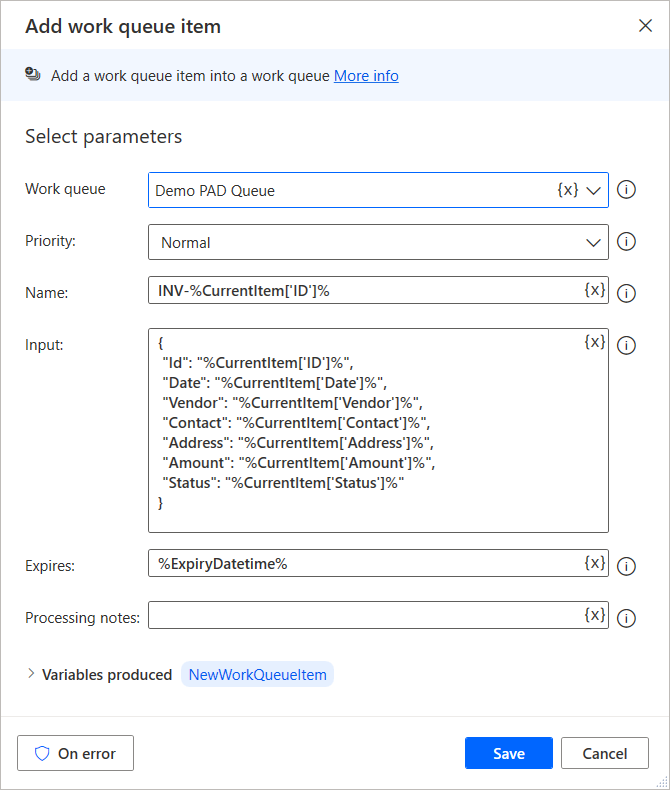 Add work queue item
Add a work queue item into a work queue More info
Select parameters
Work queue
Demo PAD Queue {x}
Priority:
Normal
Name:
INV-%CurrentItem['ID']% {x}
Input:
{ {x}
"Id": "%CurrentItem['ID']%",
"Date": "%CurrentItem['Date']%",
"Vendor": "%CurrentItem['Vendor']%",
"Contact": "%CurrentItem['Contact']%",
"Address": "%CurrentItem['Address']%",
"Amount": "%CurrentItem['Amount']%",
"Status": "%CurrentItem['Status']%"
}
Expires:
%ExpiryDatetime% {x}
Processing notes:
{x}
Variables produced NewWorkQueueItem
On error
Save
Cancel